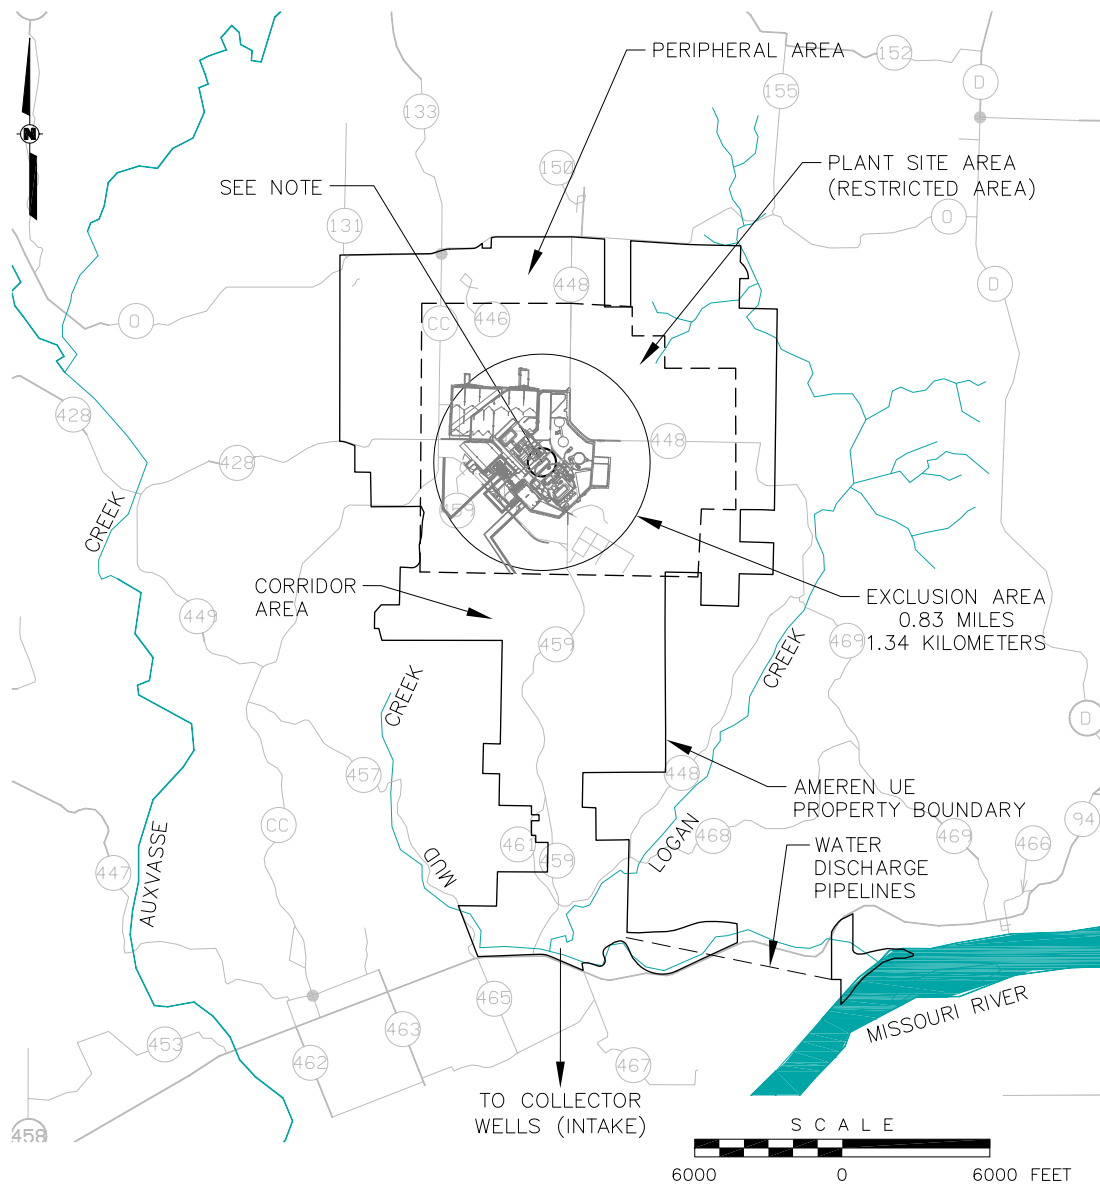 PERIPHERAL AREA
152
D
155
133
N
150
PLANT SITE AREA
(RESTRICTED AREA)
SEE NOTE
131
O
448
D
O
CC
446
428
448
428
459
CREEK
CORRIDOR
AREA
EXCLUSION AREA
0.83 MILES
1.34 KILOMETERS
449
459
469
CREEK
CREEK
D
457
448
AMEREN UE
PROPERTY BOUNDARY
CC
94
461
459
468
469
466
LOGAN
WATER
DISCHARGE
PIPELINES
MUD
447
AUXVASSE
465
MISSOURI RIVER
463
453
462
467
TO COLLECTOR
WELLS (INTAKE)
458
SCALE
6000 0 6000 FEET